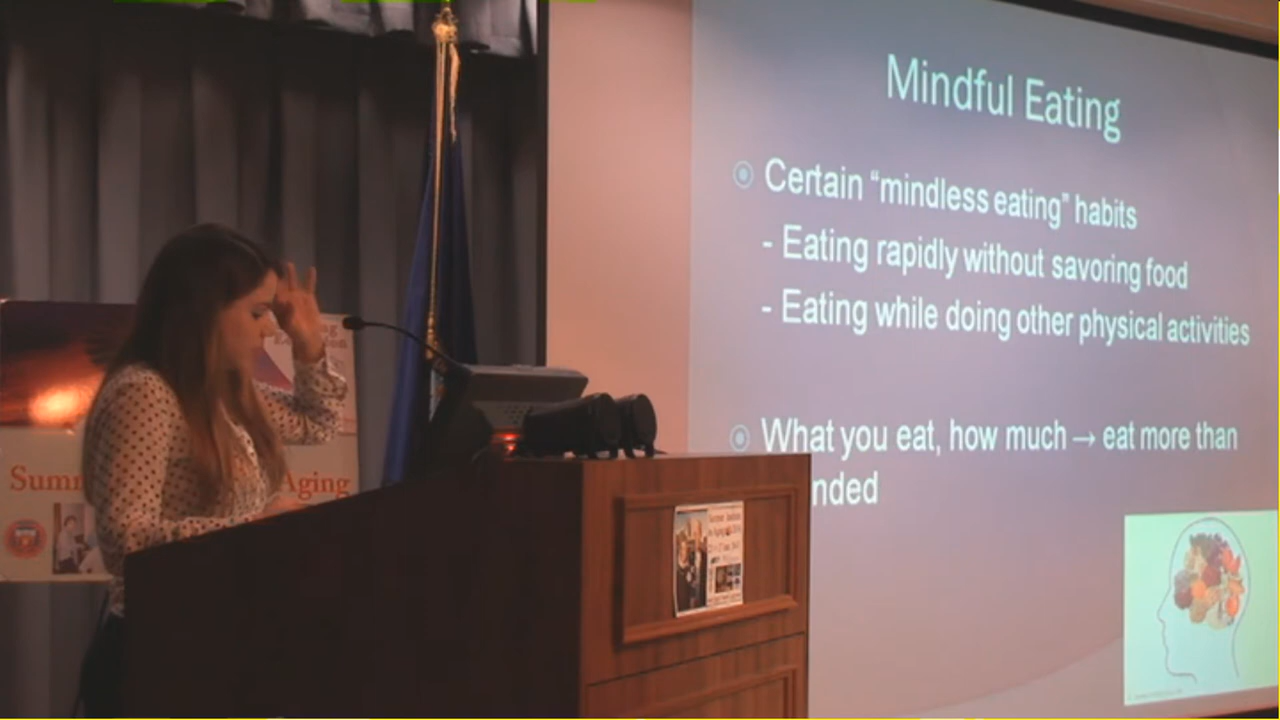 Mindful Eating
Certain “mindless eating” habits
- Eating rapidly without savoring food
- Eating while doing other physical activities
What you eat, how much → eat more than
nded
Aging